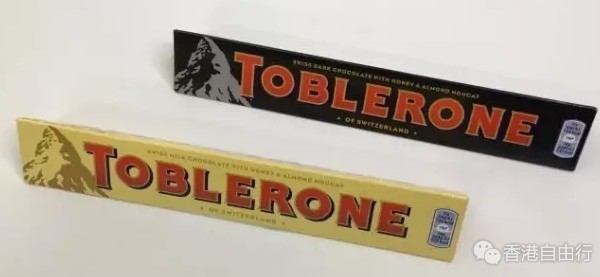 SWISS DARK CHOCOLATE WITH HONEY & ALMOND NOUGAT
TOBLERONE
OF SWITZERLAND
SWISS MILK CHOCOLATE WITH HONEY & ALMOND NOUGAT
TOBLERONE
OF SWITZERLAND
香港自由行